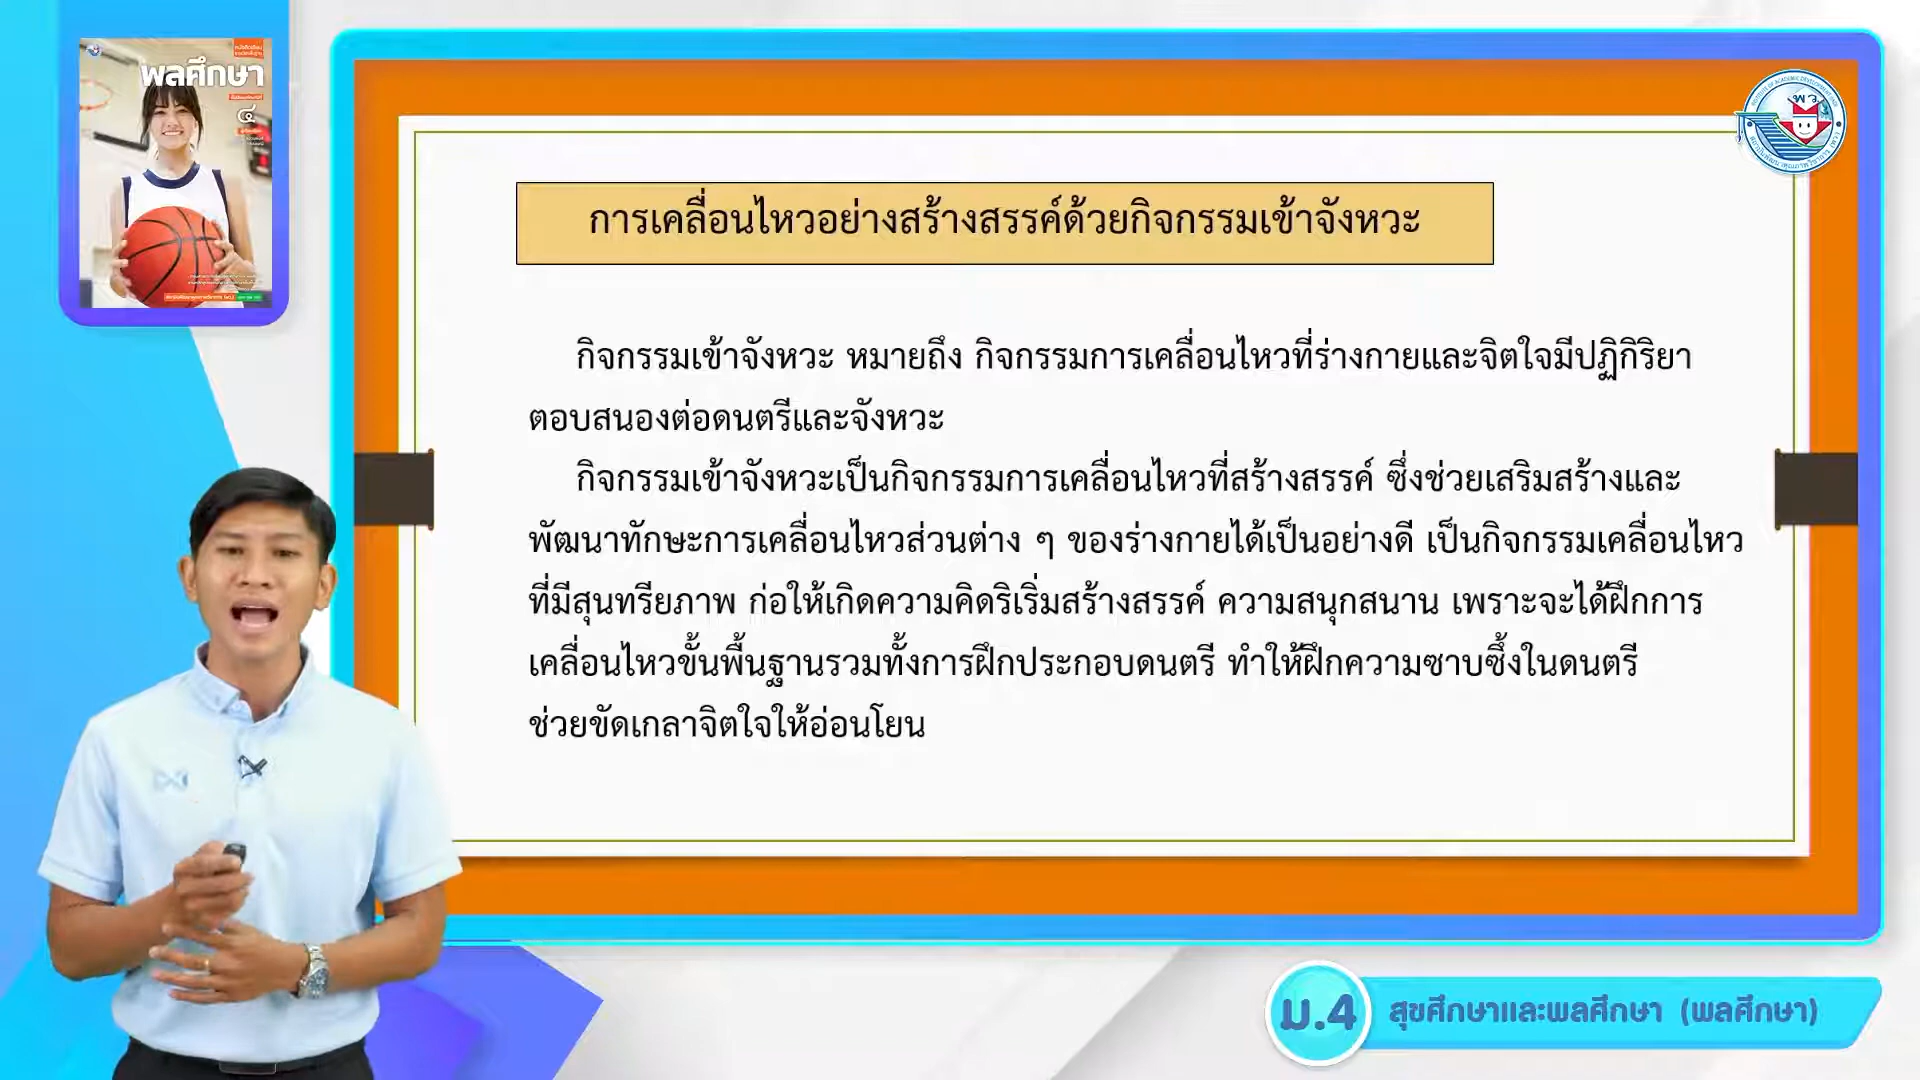 พลศึกษา
๔
พว
การเคลื่อนไหวอย่างสร้างสรรค์ด้วยกิจกรรมเข้าจังหวะ
กิจกรรมเข้าจังหวะ หมายถึง กิจกรรมการเคลื่อนไหวที่ร่างกายและจิตใจมีปฏิกิริยา
ตอบสนองต่อดนตรีและจังหวะ
กิจกรรมเข้าจังหวะเป็นกิจกรรมการเคลื่อนไหวที่สร้างสรรค์ ซึ่งช่วยเสริมสร้างและ
พัฒนาทักษะการเคลื่อนไหวส่วนต่าง ๆ ของร่างกายได้เป็นอย่างดี เป็นกิจกรรมเคลื่อนไหว
ที่มีสุนทรียภาพ ก่อให้เกิดความคิดริเริ่มสร้างสรรค์ ความสนุกสนาน เพราะจะได้ฝึกการ
เคลื่อนไหวขั้นพื้นฐานรวมทั้งการฝึกประกอบดนตรี ทำให้ฝึกความซาบซึ้งในดนตรี
ช่วยขัดเกลาจิตใจให้อ่อนโยน
ม.4 สุขศึกษาและพลศึกษา (พลศึกษา)